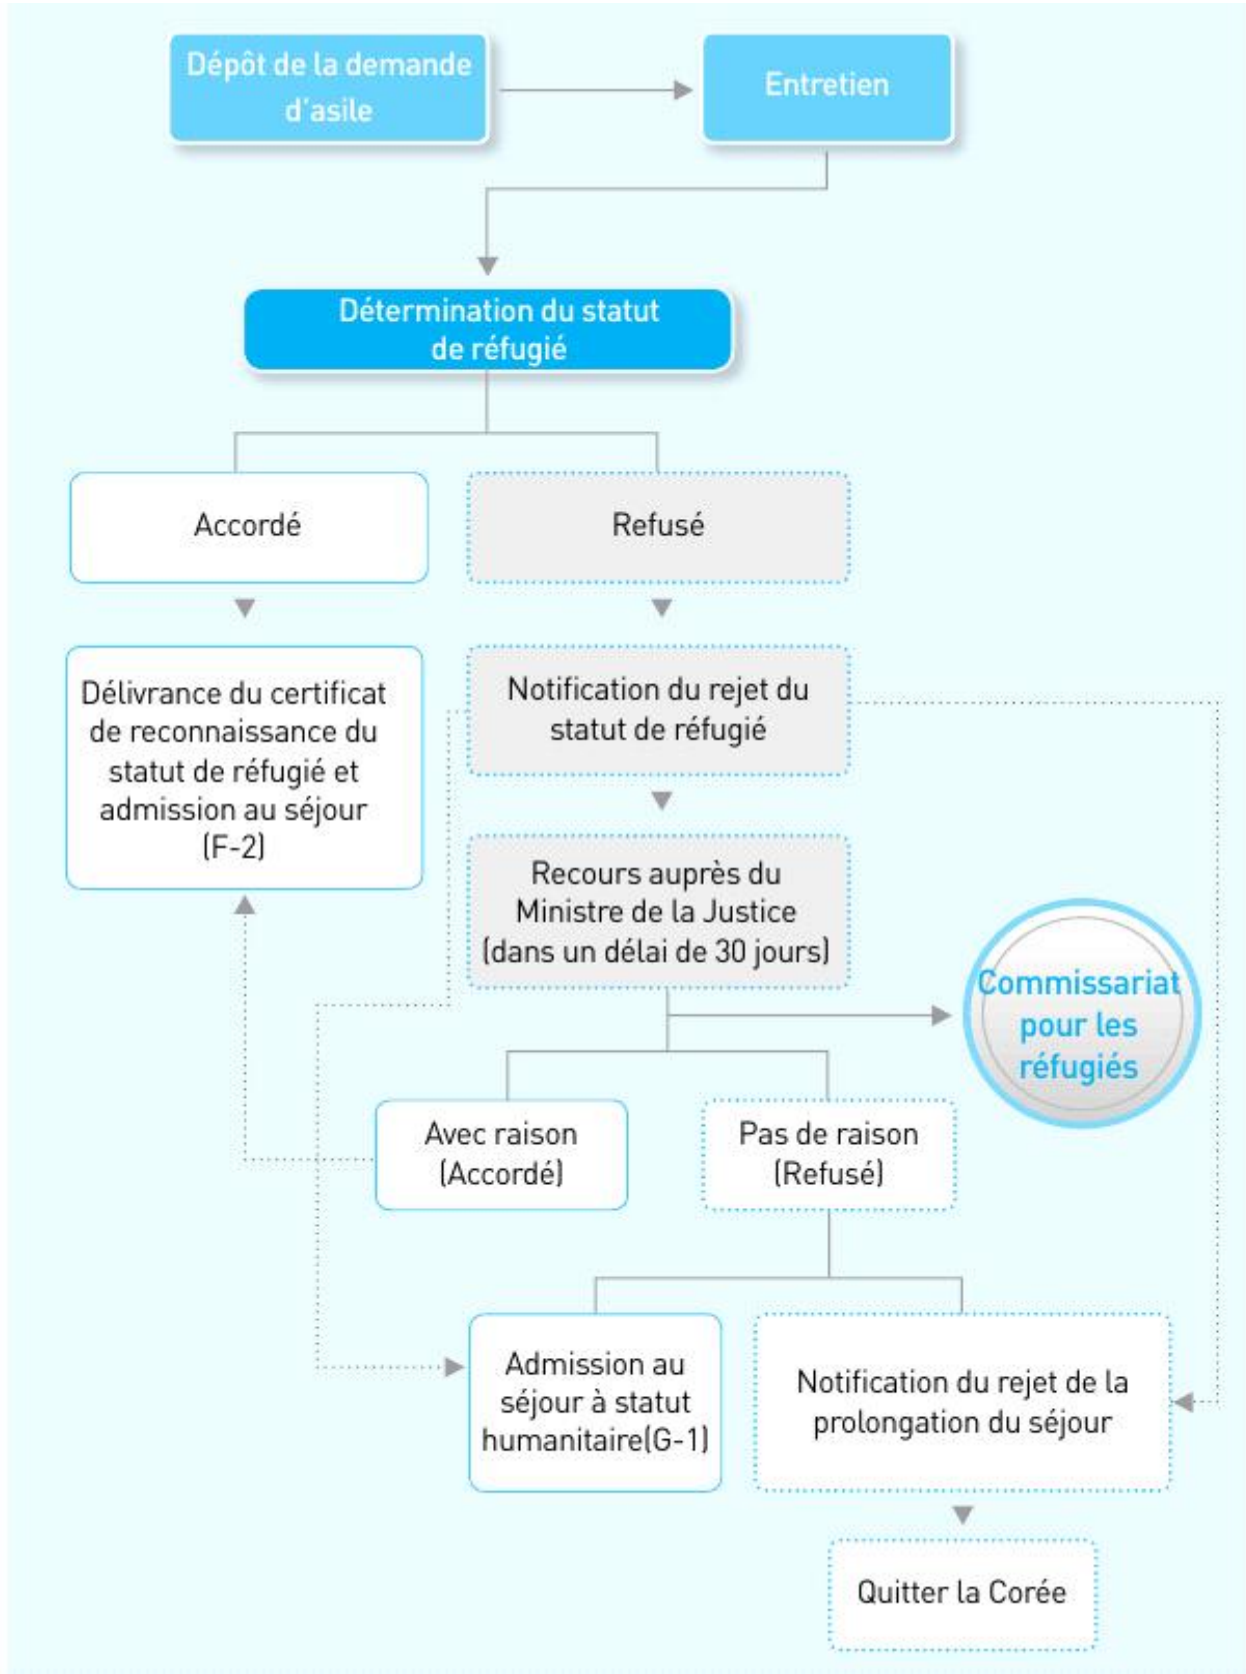 Dépôt de la demande
d'asile
Entretien
Détermination du statut
de réfugié
Accordé
Refusé
Délivrance du certificat
de reconnaissance du
statut de réfugié et
admission au séjour
(F-2)
Notification du rejet du
statut de réfugié
Recours auprès du
Ministre de la Justice
(dans un délai de 30 jours)
Commissariat
pour les
réfugiés
Avec raison
(Accordé)
Pas de raison
(Refusé)
Admission au
séjour à statut
humanitaire(G-1)
Notification du rejet de la
prolongation du séjour
Quitter la Corée